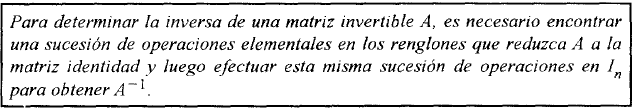 Para determinar la inversa de una matriz invertible A, es necesario encontrar
una sucesión de operaciones elementales en los renglones que reduzca A a la
matriz identidad y luego efectuar esta misma sucesión de operaciones en Iₙ
para obtener A⁻¹.